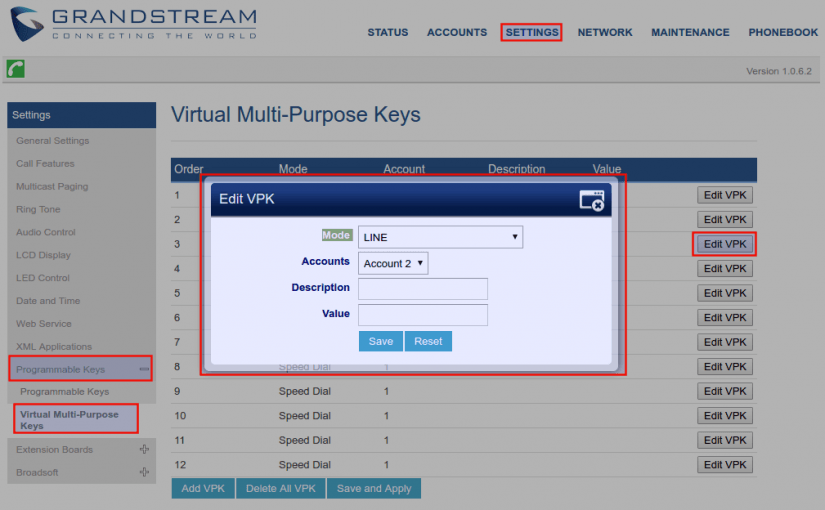 GRANDSTREAM
CONNECTING THE WORLD
STATUS ACCOUNTS SETTINGS NETWORK MAINTENANCE PHONEBOOK
Version 1.0.6.2
Settings
General Settings
Call Features
Multicast Paging
Ring Tone
Audio Control
LCD Display
LED Control
Date and Time
Web Service
XML Applications
Programmable Keys
Programmable Keys
Virtual Multi-Purpose
Keys
Extension Boards
Broadsoft
Virtual Multi-Purpose Keys
Order Mode Account Description Value
1 Edit VPK
2 Edit VPK
3 Edit VPK
4 Edit VPK
5 Edit VPK
6 Edit VPK
7 Edit VPK
8 Speed Dial 1 Edit VPK
9 Speed Dial 1 Edit VPK
10 Speed Dial 1 Edit VPK
11 Speed Dial 1 Edit VPK
12 Speed Dial 1 Edit VPK
Add VPK Delete All VPK Save and Apply
Edit VPK
Mode LINE
Accounts Account 2
Description
Value
Save Reset